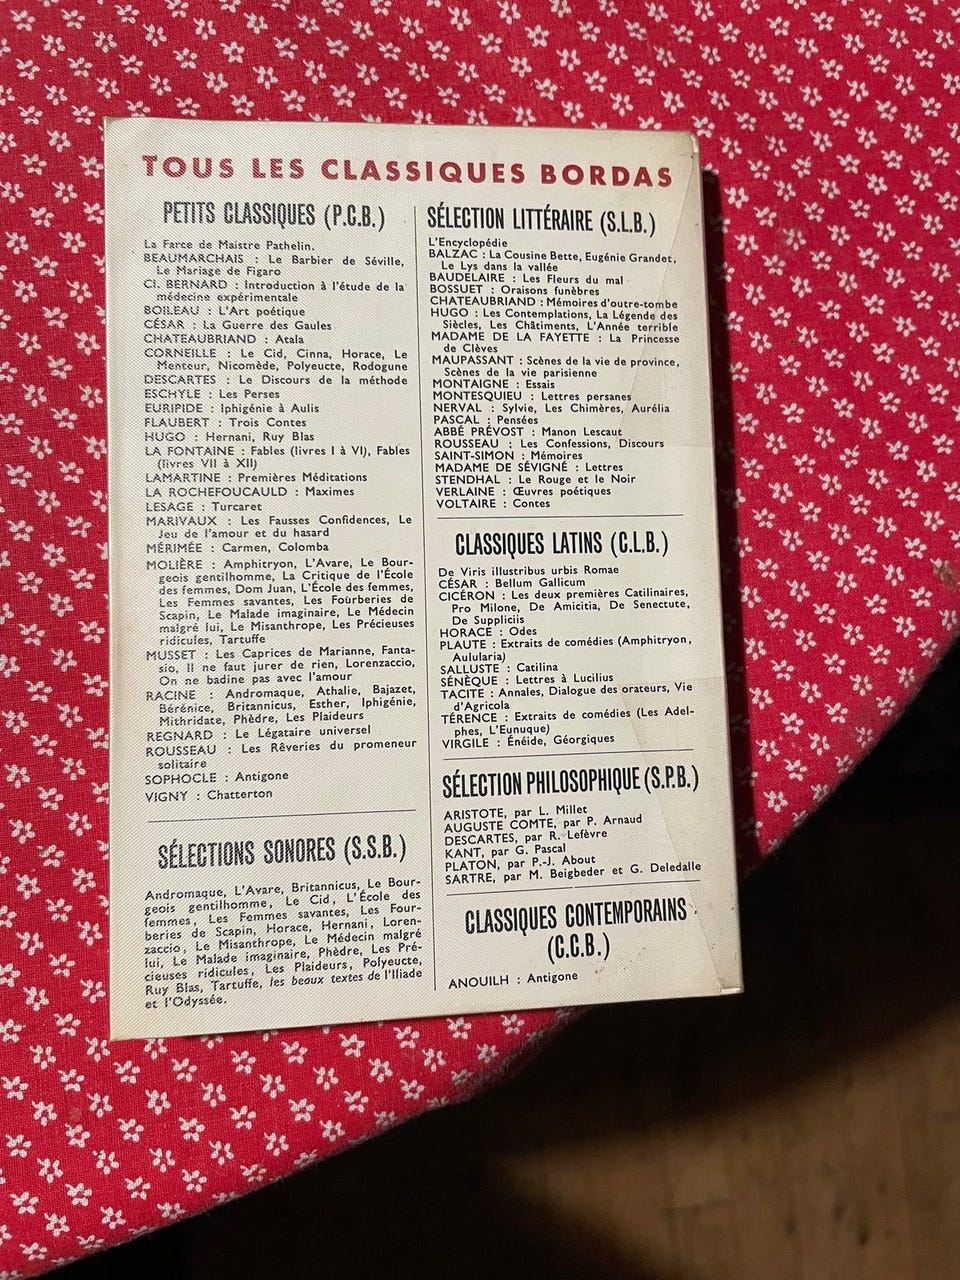 TOUS LES CLASSIQUES BORDAS
PETITS CLASSIQUES (P.C.B.)
La Farce de Maistre Pathelin.
BEAUMARCHAIS : Le Barbier de Séville,
Le Mariage de Figaro
Cl. BERNARD : Introduction à l'étude de la
médecine expérimentale
BOILEAU : L'Art poétique
CÉSAR : La Guerre des Gaules
CHATEAUBRIAND : Atala
CORNEILLE : Le Cid, Cinna, Horace, Le
Menteur, Nicomède, Polyeucte, Rodogune
DESCARTES : Le Discours de la méthode
ESCHYLE : Les Perses
EURIPIDE : Iphigénie à Aulis
FLAUBERT : Trois Contes
HUGO : Hernani, Ruy Blas
LA FONTAINE : Fables (livres I à VI), Fables
(livres VII à XII)
LAMARTINE : Premières Méditations
LA ROCHEFOUCAULD : Maximes
LESAGE : Turcaret
MARIVAUX : Les Fausses Confidences, Le
Jeu de l'amour et du hasard
MÉRIMÉE : Carmen, Colomba
MOLIÈRE : Amphitryon, L'Avare, Le Bour-
geois gentilhomme, La Critique de l'École
des femmes, Dom Juan, L'École des femmes,
Les Femmes savantes, Les Fourberies de
Scapin, Le Malade imaginaire, Le Médecin
malgré lui, Le Misanthrope, Les Précieuses
ridicules, Tartuffe
MUSSET : Les Caprices de Marianne, Fanta-
sio, Il ne faut jurer de rien, Lorenzaccio,
On ne badine pas avec l'amour
RACINE : Andromaque, Athalie, Bajazet,
Bérénice, Britannicus, Esther, Iphigénie,
Mithridate, Phèdre, Les Plaideurs
REGNARD : Le Légataire universel
ROUSSEAU : Les Rêveries du promeneur
solitaire
SOPHOCLE : Antigone
VIGNY : Chatterton
SÉLECTIONS SONORES (S.S.B.)
Andromaque, L'Avare, Britannicus, Le Bour-
geois gentilhomme, Le Cid, L'École des
femmes, Les Femmes savantes, Les Four-
beries de Scapin, Horace, Hernani, Loren-
zaccio, Le Misanthrope, Le Médecin malgré
lui, Le Malade imaginaire, Phèdre, Les Pré-
cieuses ridicules, Les Plaideurs, Polyeucte,
Ruy Blas, Tartuffe, les beaux textes de l'Iliade
et l'Odyssée.
SÉLECTION LITTÉRAIRE (S.L.B.)
L'Encyclopédie
BALZAC : La Cousine Bette, Eugénie Grandet,
Le Lys dans la vallée
BAUDELAIRE : Les Fleurs du mal
BOSSUET : Oraisons funèbres
CHATEAUBRIAND : Mémoires d'outre-tombe
HUGO : Les Contemplations, La Légende des
Siècles, Les Châtiments, L'Année terrible
MADAME DE LA FAYETTE : La Princesse
de Clèves
MAUPASSANT : Scènes de la vie de province,
Scènes de la vie parisienne
MONTAIGNE : Essais
MONTESQUIEU : Lettres persanes
NERVAL : Sylvie, Les Chimères, Aurélia
PASCAL : Pensées
ABBÉ PRÉVOST : Manon Lescaut
ROUSSEAU : Les Confessions, Discours
SAINT-SIMON : Mémoires
MADAME DE SÉVIGNÉ : Lettres
STENDHAL : Le Rouge et le Noir
VERLAINE : Œuvres poétiques
VOLTAIRE : Contes
CLASSIQUES LATINS (C.L.B.)
De Viris illustribus urbis Romae
CÉSAR : Bellum Gallicum
CICÉRON : Les deux premières Catilinaires,
Pro Milone, De Amicitia, De Senectute,
De Suppliciis
HORACE : Odes
PLAUTE : Extraits de comédies (Amphitryon,
Aulularia)
SALLUSTE : Catilina
SÉNÈQUE : Lettres à Lucilius
TACITE : Annales, Dialogue des orateurs, Vie
d'Agricola
TÉRENCE : Extraits de comédies (Les Adel-
phes, L'Eunuque)
VIRGILE : Énéide, Géorgiques
SÉLECTION PHILOSOPHIQUE (S.P.B.)
ARISTOTE, par L. Millet
AUGUSTE COMTE, par P. Arnaud
DESCARTES, par R. Lefèvre
KANT, par G. Pascal
PLATON, par P.-J. About
SARTRE, par M. Beigbeder et G. Deledalle
CLASSIQUES CONTEMPORAINS
(C.C.B.)
ANOUILH : Antigone